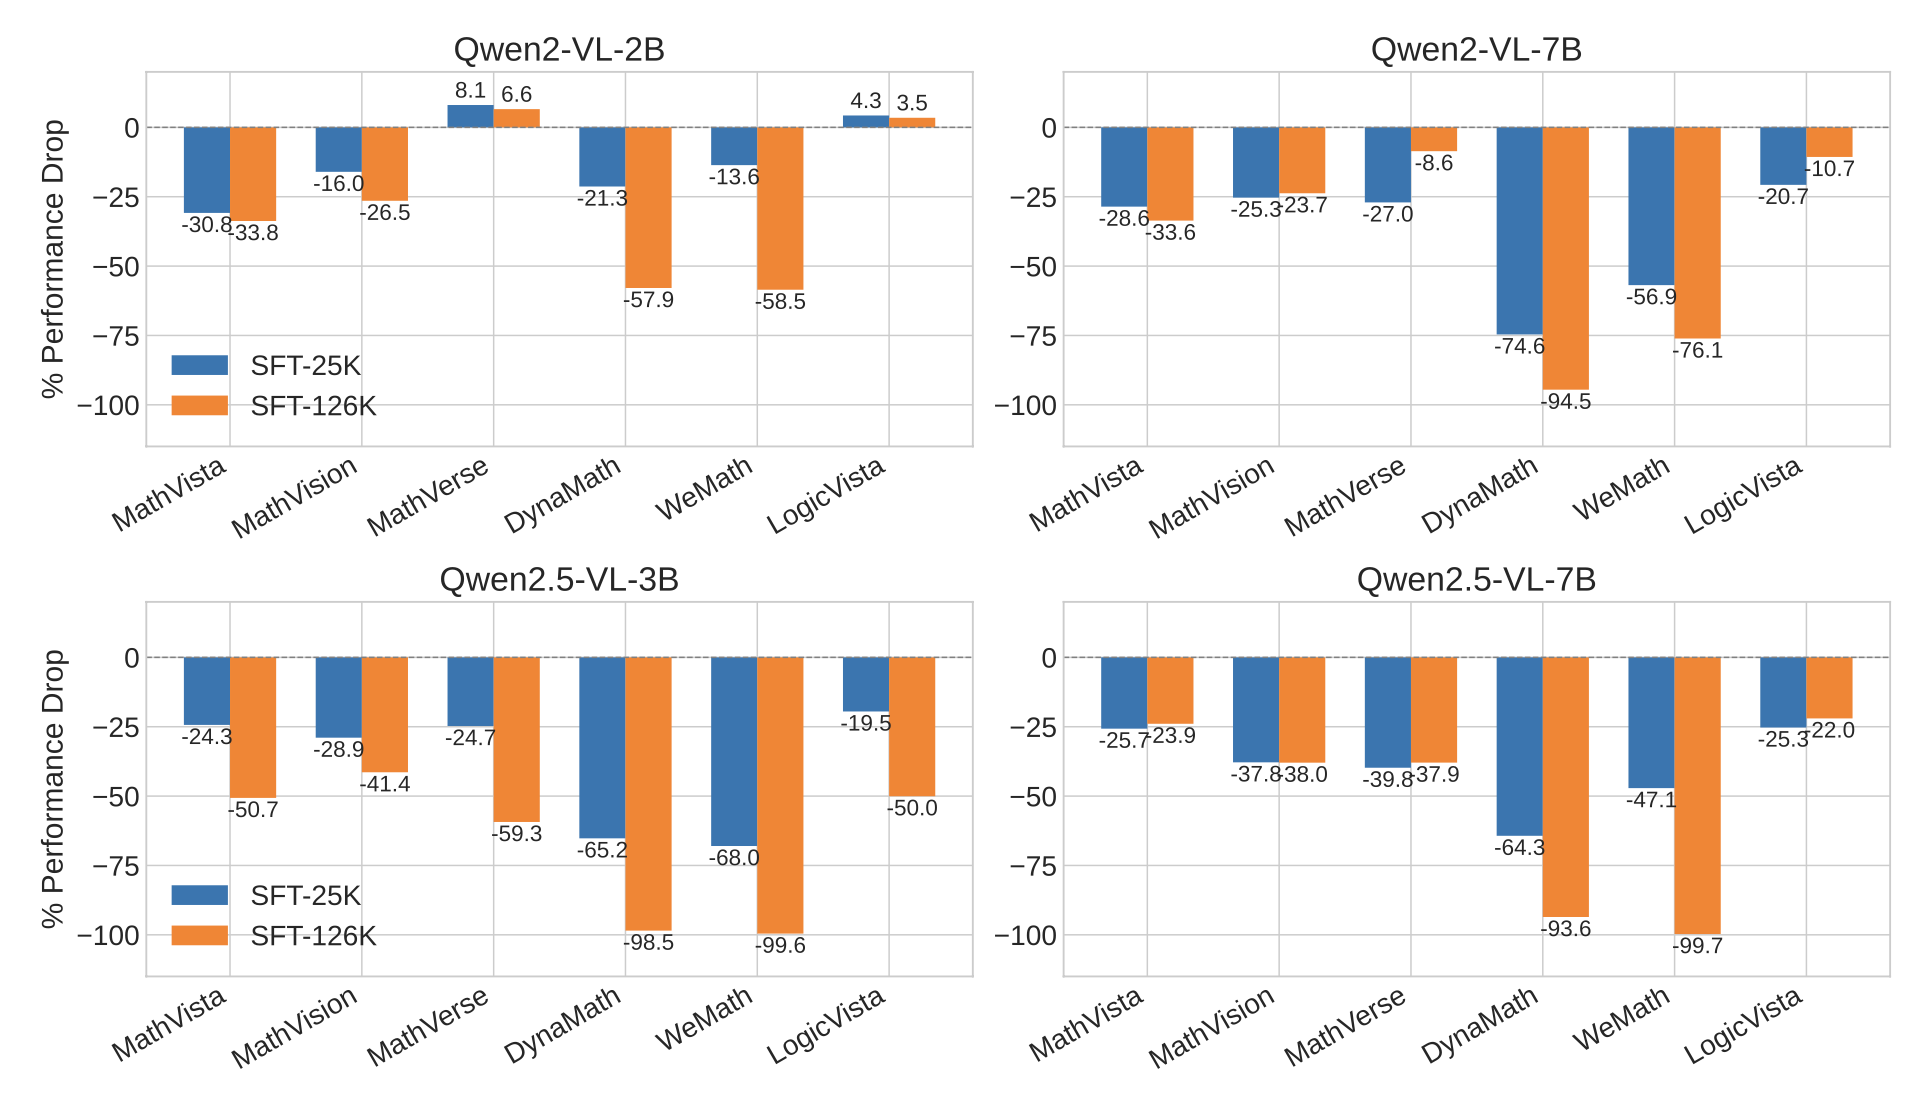 Qwen2-VL-2B
% Performance Drop
0
−25
−50
−75
−100
8.1
6.6
4.3
3.5
-30.8
-33.8
-16.0
-26.5
-21.3
-57.9
-13.6
-58.5
SFT-25K
SFT-126K
MathVista
MathVision
MathVerse
DynaMath
WeMath
LogicVista
Qwen2-VL-7B
0
−25
−50
−75
−100
-28.6
-33.6
-25.3
-23.7
-27.0
-8.6
-74.6
-94.5
-56.9
-76.1
-20.7
-10.7
MathVista
MathVision
MathVerse
DynaMath
WeMath
LogicVista
Qwen2.5-VL-3B
% Performance Drop
0
−25
−50
−75
−100
-24.3
-50.7
-28.9
-41.4
-24.7
-59.3
-65.2
-98.5
-68.0
-99.6
-19.5
-50.0
SFT-25K
SFT-126K
MathVista
MathVision
MathVerse
DynaMath
WeMath
LogicVista
Qwen2.5-VL-7B
0
−25
−50
−75
−100
-25.7
-23.9
-37.8
-38.0
-39.8
-37.9
-64.3
-93.6
-47.1
-99.7
-25.3
-22.0
MathVista
MathVision
MathVerse
DynaMath
WeMath
LogicVista